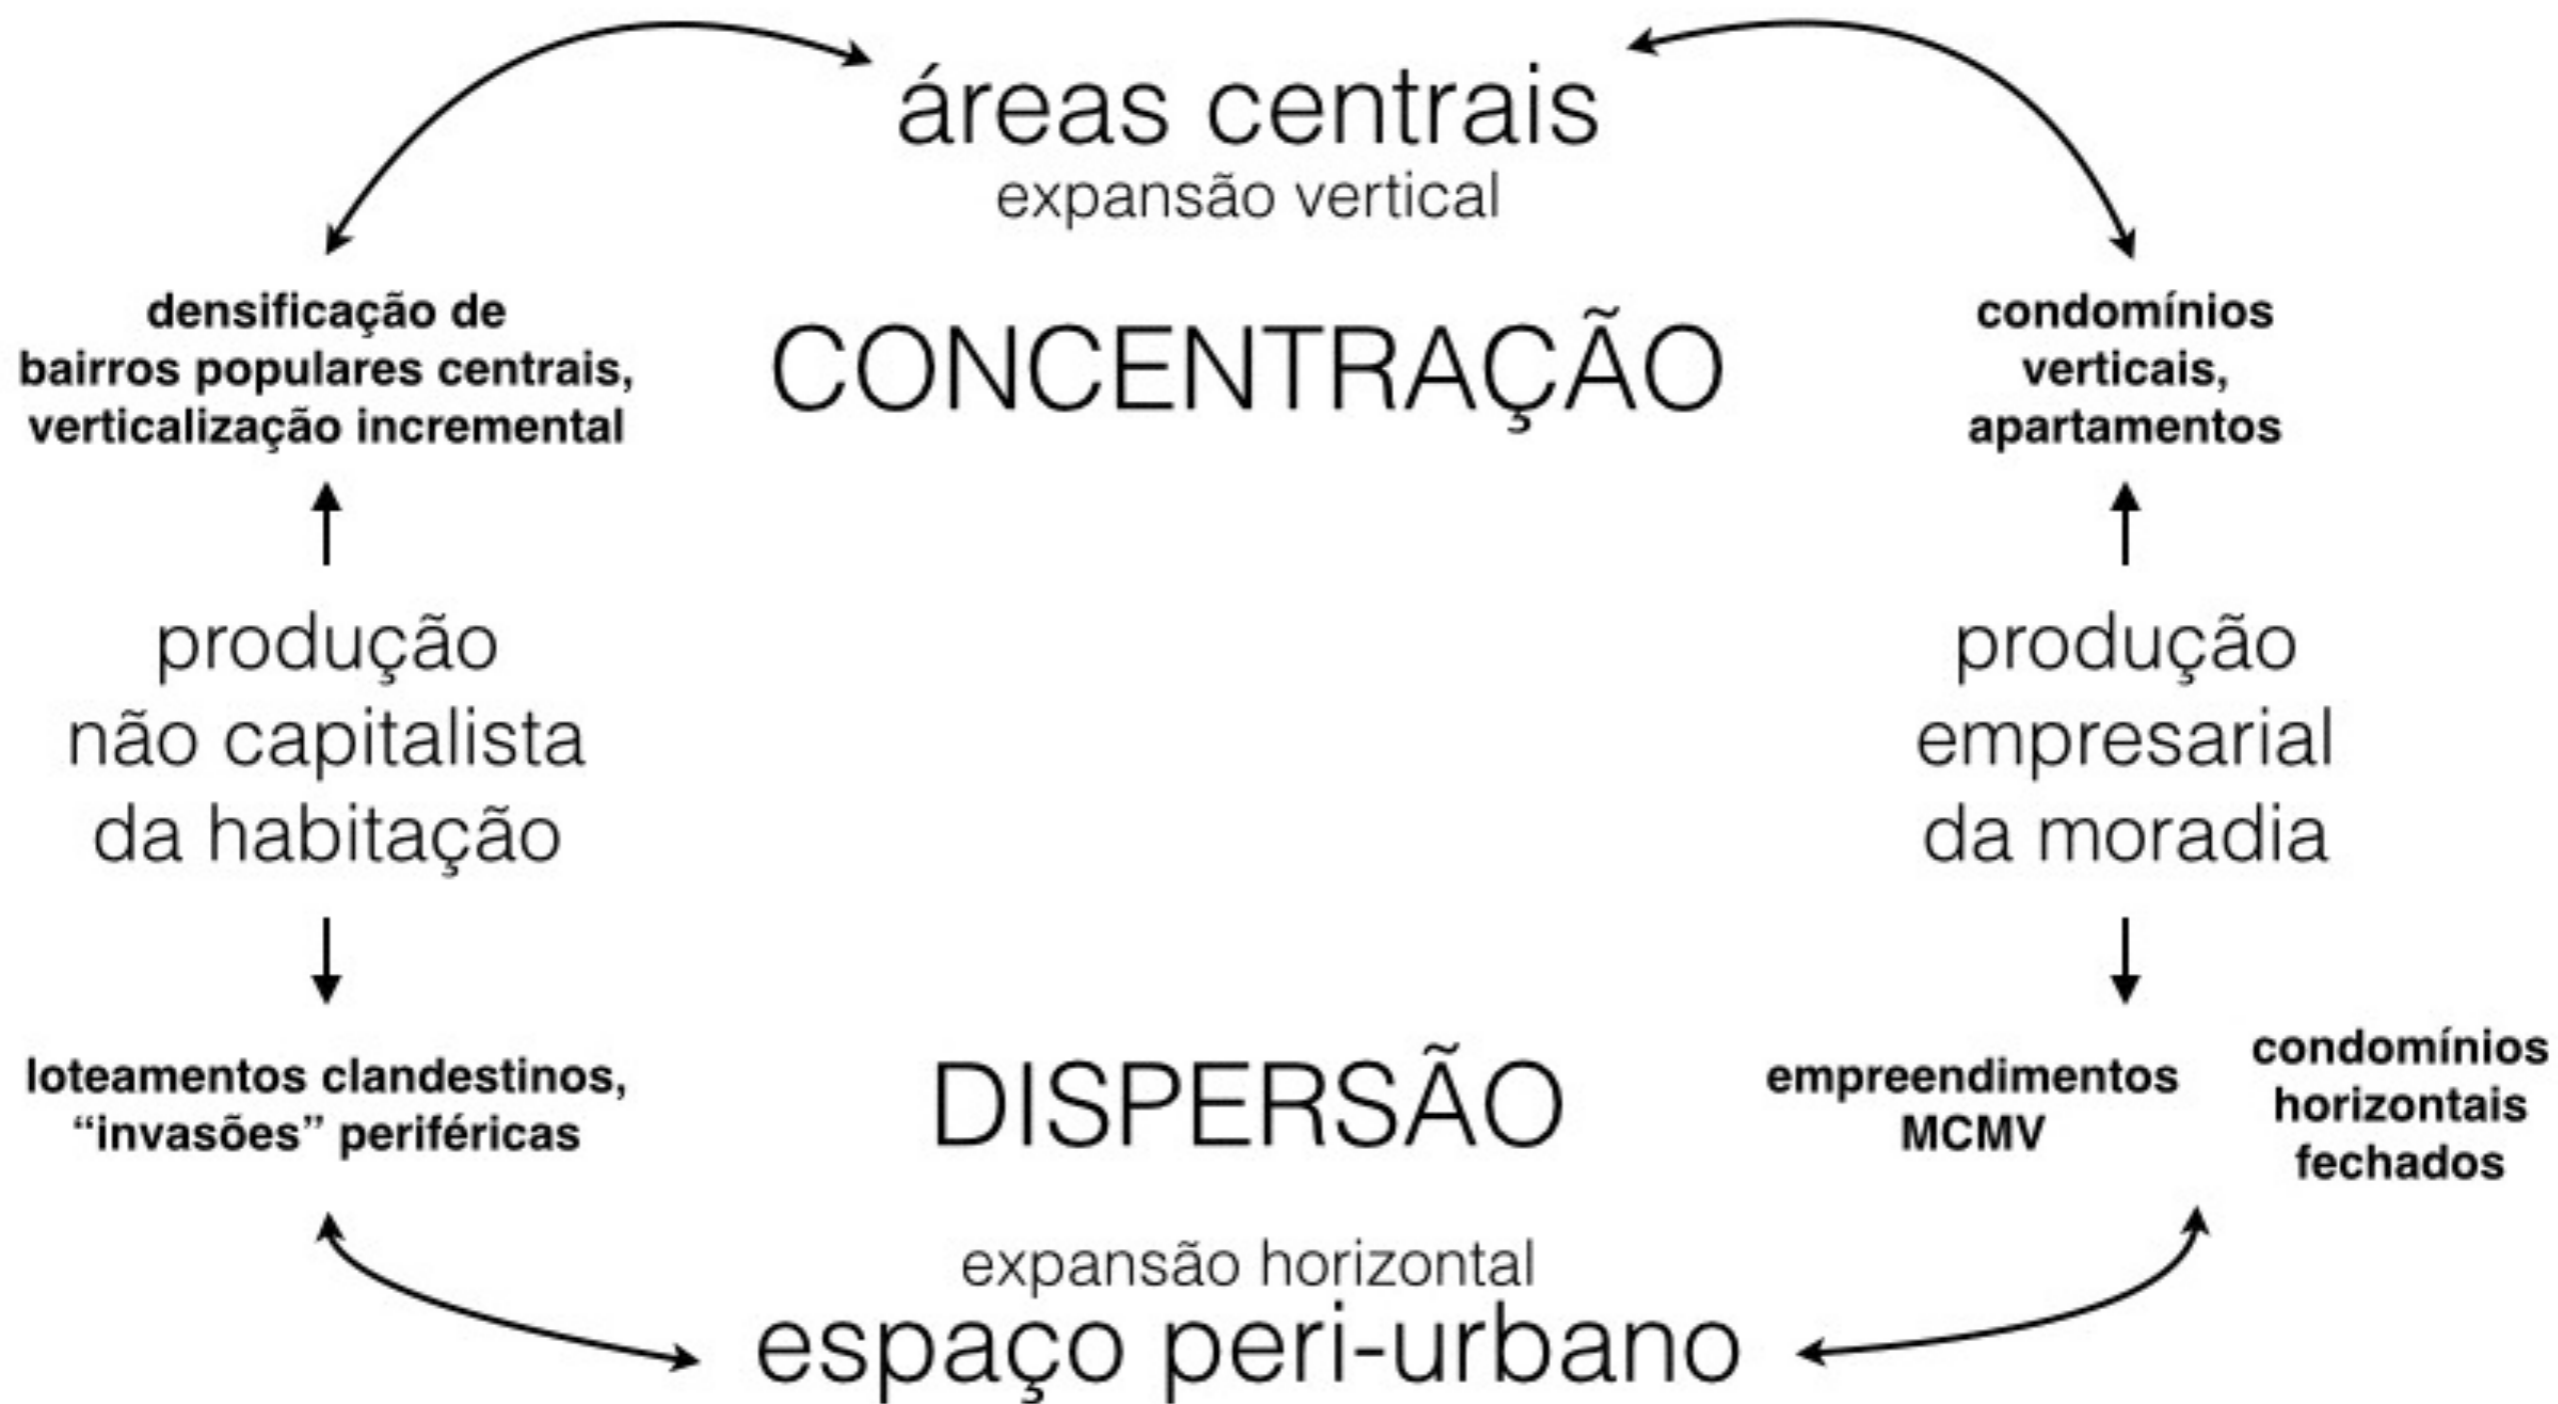 áreas centrais
expansão vertical
densificação de
bairros populares centrais,
verticalização incremental
CONCENTRAÇÃO
condomínios
verticais,
apartamentos
produção
não capitalista
da habitação
produção
empresarial
da moradia
loteamentos clandestinos,
“invasões” periféricas
DISPERSÃO
empreendimentos
MCMV
condomínios
horizontais
fechados
expansão horizontal
espaço peri-urbano